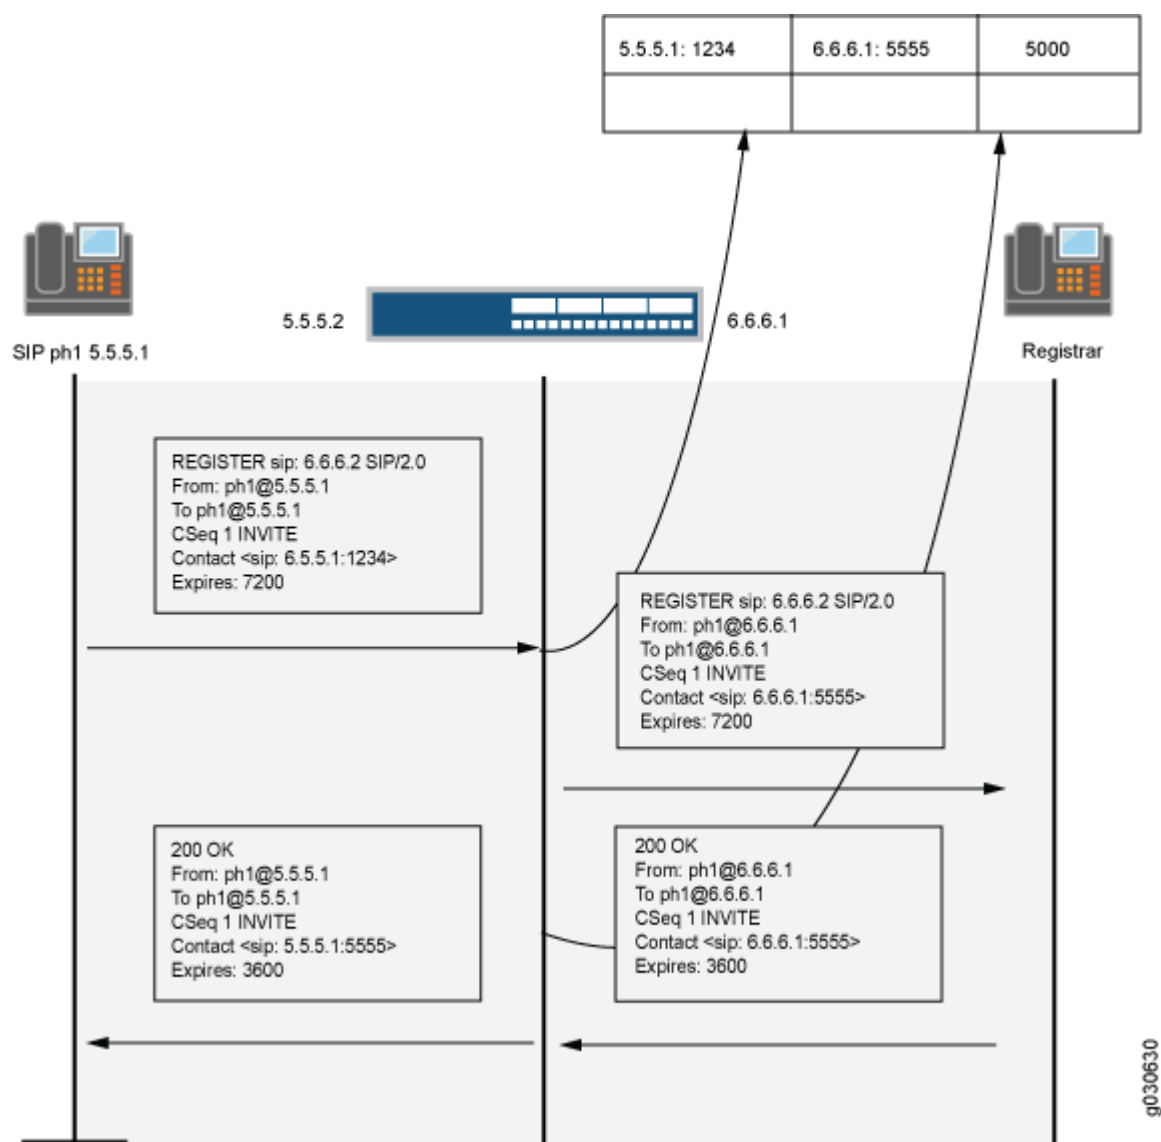 5.5.5.1: 1234 6.6.6.1: 5555 5000
5.5.5.2
6.6.6.1
SIP ph1 5.5.5.1
Registrar
REGISTER sip: 6.6.6.2 SIP/2.0
From: ph1@5.5.5.1
To ph1@5.5.5.1
CSeq 1 INVITE
Contact <sip: 6.5.5.1:1234>
Expires: 7200
REGISTER sip: 6.6.6.2 SIP/2.0
From: ph1@6.6.6.1
To ph1@6.6.6.1
CSeq 1 INVITE
Contact <sip: 6.6.6.1:5555>
Expires: 7200
200 OK
From: ph1@5.5.5.1
To ph1@5.5.5.1
CSeq 1 INVITE
Contact <sip: 5.5.5.1:5555>
Expires: 3600
200 OK
From: ph1@6.6.6.1
To ph1@6.6.6.1
CSeq 1 INVITE
Contact <sip: 6.6.6.1:5555>
Expires: 3600
g030630